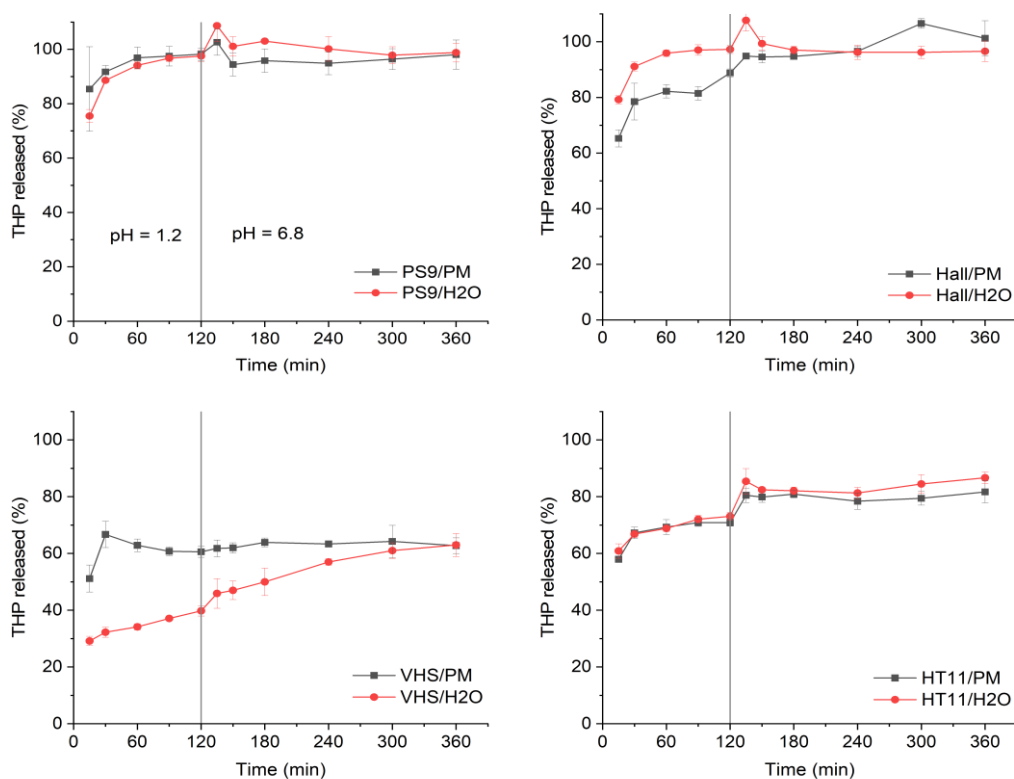 THP released (%)
100
80
60
40
20
0
pH = 1.2
pH = 6.8
PS9/PM
PS9/H2O
0 60 120 180 240 300 360
Time (min)
THP released (%)
100
80
60
40
20
0
Hall/PM
Hall/H2O
0 60 120 180 240 300 360
Time (min)
THP released (%)
100
80
60
40
20
0
VHS/PM
VHS/H2O
0 60 120 180 240 300 360
Time (min)
THP released (%)
100
80
60
40
20
0
HT11/PM
HT11/H2O
0 60 120 180 240 300 360
Time (min)